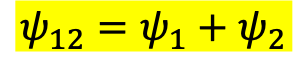 ψ₁₂ = ψ₁ + ψ₂